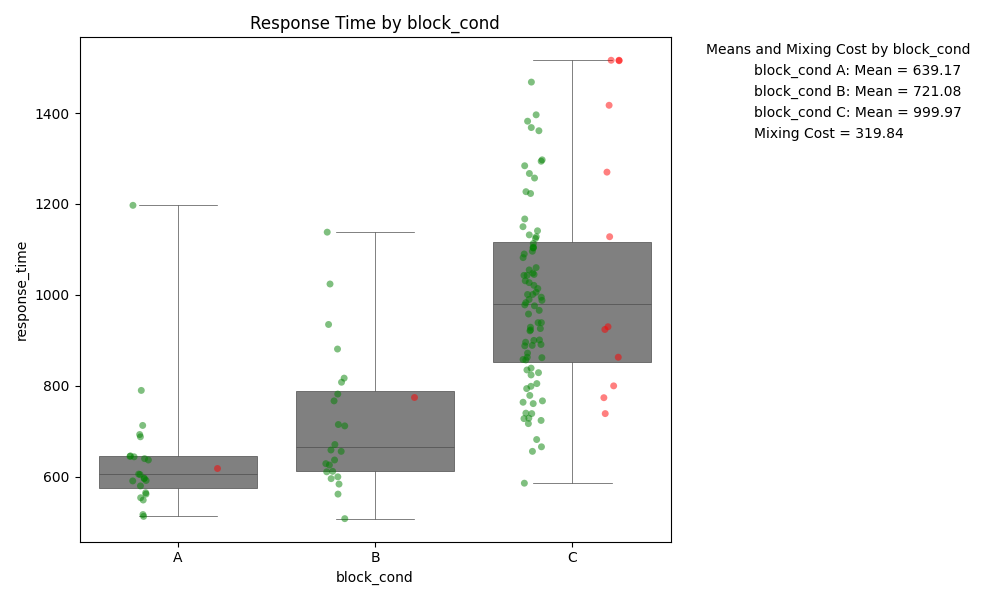 Response Time by block_cond
Means and Mixing Cost by block_cond
block_cond A: Mean = 639.17
block_cond B: Mean = 721.08
block_cond C: Mean = 999.97
Mixing Cost = 319.84
response_time
1400
1200
1000
800
600
A
B
C
block_cond